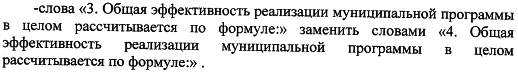 -слова «3. Общая эффективность реализации муниципальной программы
в целом рассчитывается по формуле:» заменить словами «4. Общая
эффективность реализации муниципальной программы в целом
рассчитывается по формуле:» .